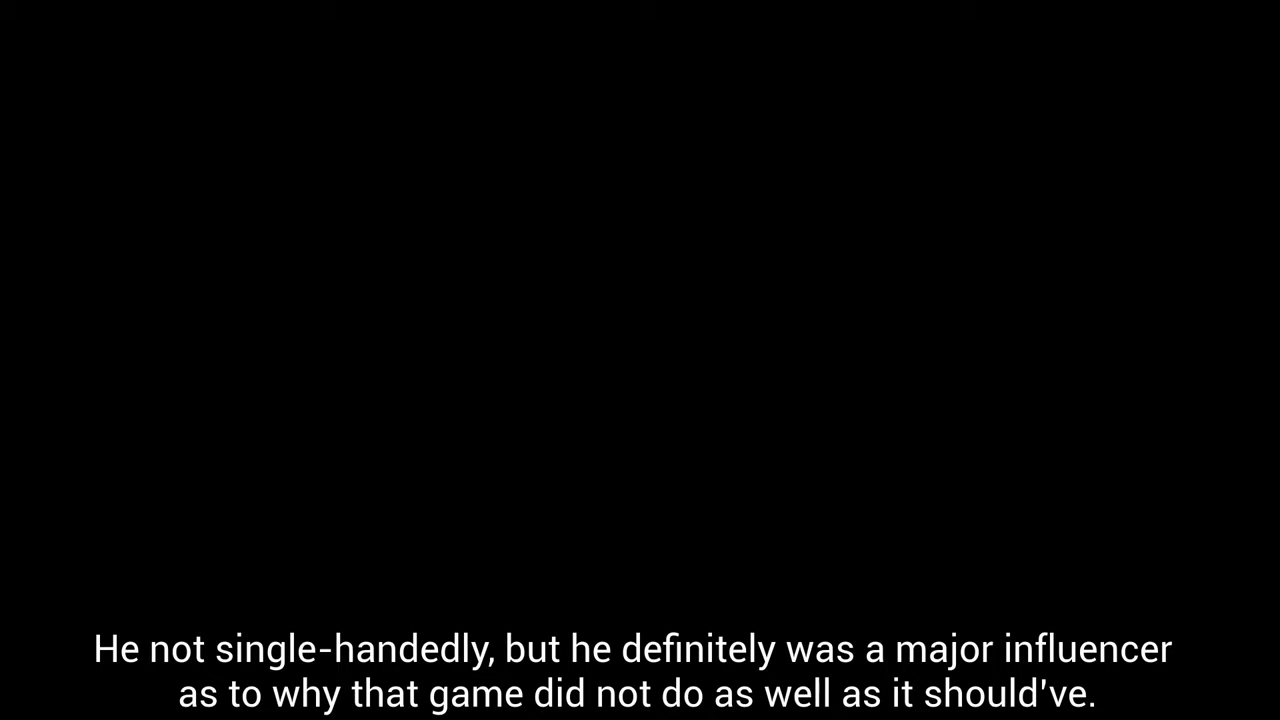 He not single-handedly, but he definitely was a major influencer
as to why that game did not do as well as it should've.